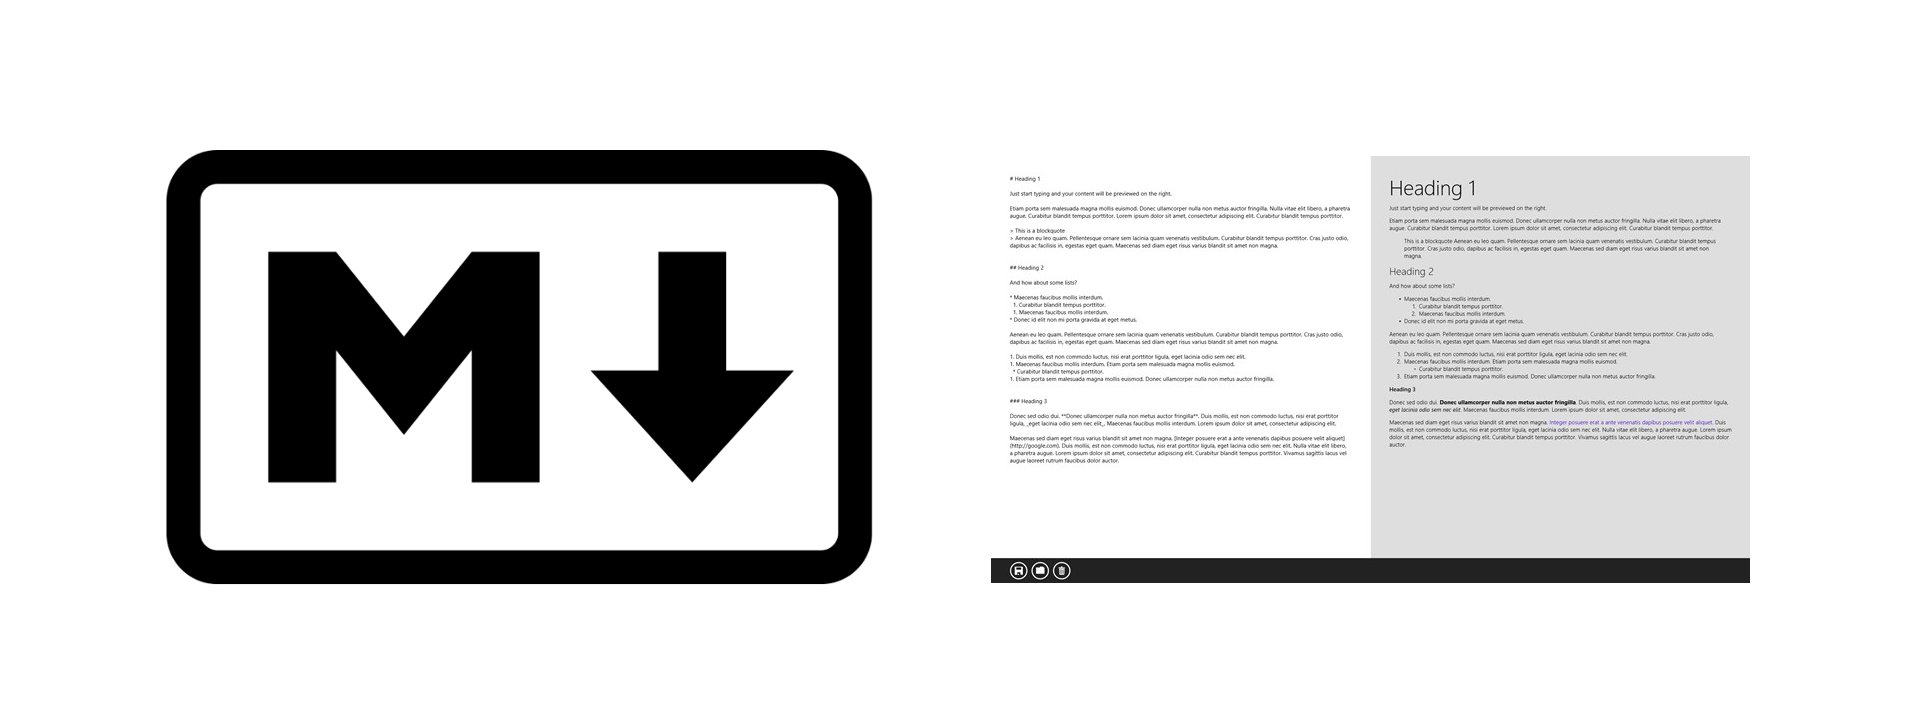 M
# Heading 1
Just start typing and your content will be previewed on the right.
Etiam porta sem malesuada magna mollis euismod. Donec ullamcorper nulla non metus auctor fringilla. Nulla vitae elit libero, a pharetra
augue. Curabitur blandit tempus porttitor. Lorem ipsum dolor sit amet, consectetur adipiscing elit. Curabitur blandit tempus porttitor.
> This is a blockquote
> Aenean eu leo quam. Pellentesque ornare sem lacinia quam venenatis vestibulum. Curabitur blandit tempus porttitor. Cras justo odio,
dapibus ac facilisis in, egestas eget quam. Maecenas sed diam eget risus varius blandit sit amet non magna.
## Heading 2
And how about some lists?
* Maecenas faucibus mollis interdum.
1. Curabitur blandit tempus porttitor.
1. Maecenas faucibus mollis interdum.
* Donec id elit non mi porta gravida at eget metus.
Aenean eu leo quam. Pellentesque ornare sem lacinia quam venenatis vestibulum. Curabitur blandit tempus porttitor. Cras justo odio,
dapibus ac facilisis in, egestas eget quam. Maecenas sed diam eget risus varius blandit sit amet non magna.
1. Duis mollis, est non commodo luctus, nisi erat porttitor ligula, eget lacinia odio sem nec elit.
1. Maecenas faucibus mollis interdum. Etiam porta sem malesuada magna mollis euismod.
* Curabitur blandit tempus porttitor.
1. Etiam porta sem malesuada magna mollis euismod. Donec ullamcorper nulla non metus auctor fringilla.
### Heading 3
Donec sed odio dui. **Donec ullamcorper nulla non metus auctor fringilla**. Duis mollis, est non commodo luctus, nisi erat porttitor
ligula, _eget lacinia odio sem nec elit_. Maecenas faucibus mollis interdum. Lorem ipsum dolor sit amet, consectetur adipiscing elit.
Maecenas sed diam eget risus varius blandit sit amet non magna. [Integer posuere erat a ante venenatis dapibus posuere velit aliquet]
(http://google.com). Duis mollis, est non commodo luctus, nisi erat porttitor ligula, eget lacinia odio sem nec elit. Nulla vitae elit libero,
a pharetra augue. Lorem ipsum dolor sit amet, consectetur adipiscing elit. Curabitur blandit tempus porttitor. Vivamus sagittis lacus vel
augue laoreet rutrum faucibus dolor auctor.
Heading 1
Just start typing and your content will be previewed on the right.
Etiam porta sem malesuada magna mollis euismod. Donec ullamcorper nulla non metus auctor fringilla. Nulla vitae elit libero, a pharetra
augue. Curabitur blandit tempus porttitor. Lorem ipsum dolor sit amet, consectetur adipiscing elit. Curabitur blandit tempus porttitor.
This is a blockquote Aenean eu leo quam. Pellentesque ornare sem lacinia quam venenatis vestibulum. Curabitur blandit tempus
porttitor. Cras justo odio, dapibus ac facilisis in, egestas eget quam. Maecenas sed diam eget risus varius blandit sit amet non
magna.
Heading 2
And how about some lists?
• Maecenas faucibus mollis interdum.
1. Curabitur blandit tempus porttitor.
2. Maecenas faucibus mollis interdum.
• Donec id elit non mi porta gravida at eget metus.
Aenean eu leo quam. Pellentesque ornare sem lacinia quam venenatis vestibulum. Curabitur blandit tempus porttitor. Cras justo odio,
dapibus ac facilisis in, egestas eget quam. Maecenas sed diam eget risus varius blandit sit amet non magna.
1. Duis mollis, est non commodo luctus, nisi erat porttitor ligula, eget lacinia odio sem nec elit.
2. Maecenas faucibus mollis interdum. Etiam porta sem malesuada magna mollis euismod.
◦ Curabitur blandit tempus porttitor.
3. Etiam porta sem malesuada magna mollis euismod. Donec ullamcorper nulla non metus auctor fringilla.
Heading 3
Donec sed odio dui. Donec ullamcorper nulla non metus auctor fringilla. Duis mollis, est non commodo luctus, nisi erat porttitor ligula,
eget lacinia odio sem nec elit. Maecenas faucibus mollis interdum. Lorem ipsum dolor sit amet, consectetur adipiscing elit.
Maecenas sed diam eget risus varius blandit sit amet non magna. Integer posuere erat a ante venenatis dapibus posuere velit aliquet. Duis
mollis, est non commodo luctus, nisi erat porttitor ligula, eget lacinia odio sem nec elit. Nulla vitae elit libero, a pharetra augue. Lorem ipsum
dolor sit amet, consectetur adipiscing elit. Curabitur blandit tempus porttitor. Vivamus sagittis lacus vel augue laoreet rutrum faucibus dolor
auctor.